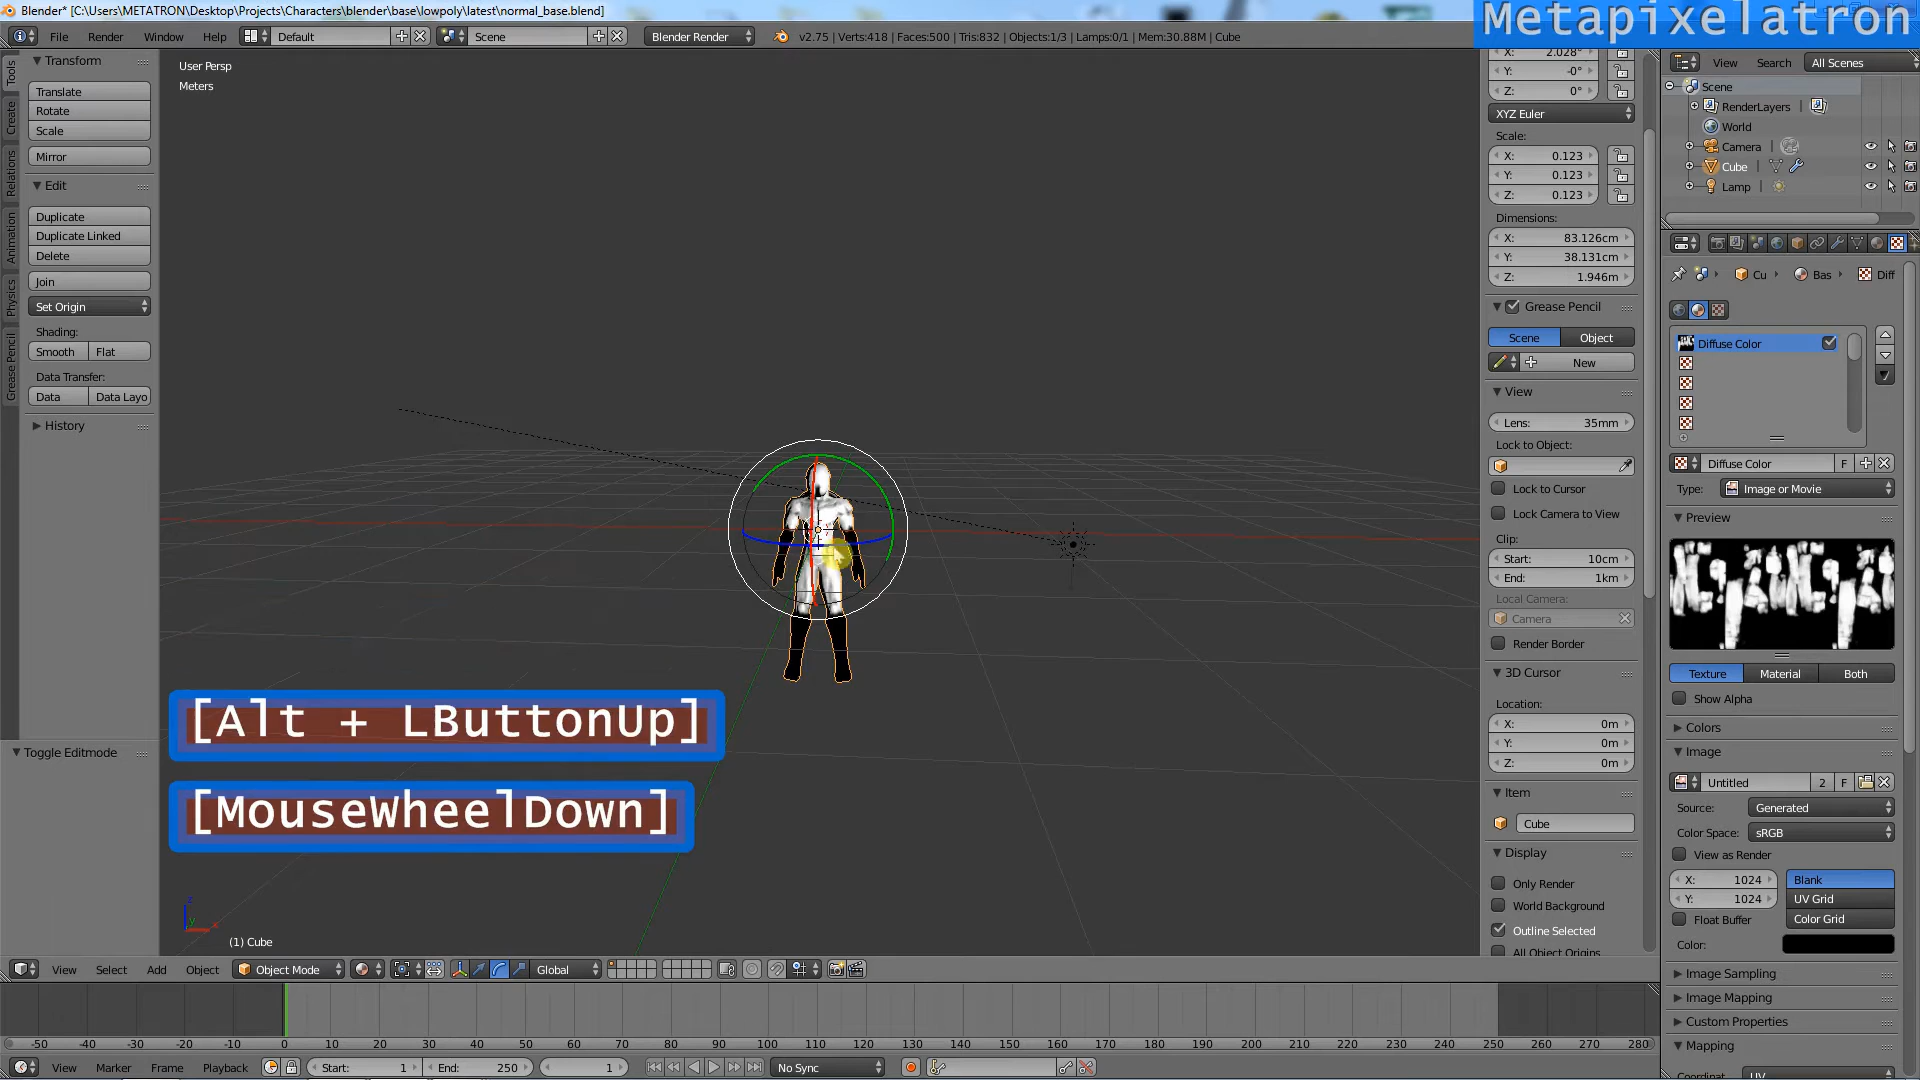 Blender* [C:\Users\METATRON\Desktop\Projects\Characters\blender\base\lowpoly\latest\normal_base.blend]
Metapixelatron
File Render Window Help Default Scene Blender Render v2.75 | Verts:418 | Faces:500 | Tris:832 | Objects:1/3 | Lamps:0/1 | Mem:30.88M | Cube
User Persp
Meters
Tools
Create
Relations
Animation
Physics
Grease Pencil
Transform
Translate
Rotate
Scale
Mirror
Edit
Duplicate
Duplicate Linked
Delete
Join
Set Origin
Shading:
Smooth Flat
Data Transfer:
Data Data Layo
History
Toggle Editmode
[Alt + LButtonUp]
[MouseWheelDown]
z
y
x
(1) Cube
X: 2.028°
Y: -0°
Z: 0°
XYZ Euler
Scale:
X: 0.123
Y: 0.123
Z: 0.123
Dimensions:
X: 83.126cm
Y: 38.131cm
Z: 1.946m
Grease Pencil
Scene Object
New
View
Lens: 35mm
Lock to Object:
Lock to Cursor
Lock Camera to View
Clip:
Start: 10cm
End: 1km
Local Camera:
Camera
Render Border
3D Cursor
Location:
X: 0m
Y: 0m
Z: 0m
Item
Cube
Display
Only Render
World Background
Outline Selected
All Object Origins
View Search All Scenes
Scene
RenderLayers
World
Camera
Cube
Lamp
Cu Bas Diff
Diffuse Color
Diffuse Color F
Type: Image or Movie
Preview
Texture Material Both
Show Alpha
Colors
Image
Untitled 2 F
Source: Generated
Color Space: sRGB
View as Render
X: 1024 Blank
Y: 1024 UV Grid
Float Buffer Color Grid
Color:
Image Sampling
Image Mapping
Custom Properties
Mapping
UV
View Select Add Object Object Mode Global
-50 -40 -30 -20 -10 0 10 20 30 40 50 60 70 80 90 100 110 120 130 140 150 160 170 180 190 200 210 220 230 240 250 260 270 280
View Marker Frame Playback Start: 1 End: 250 1 No Sync